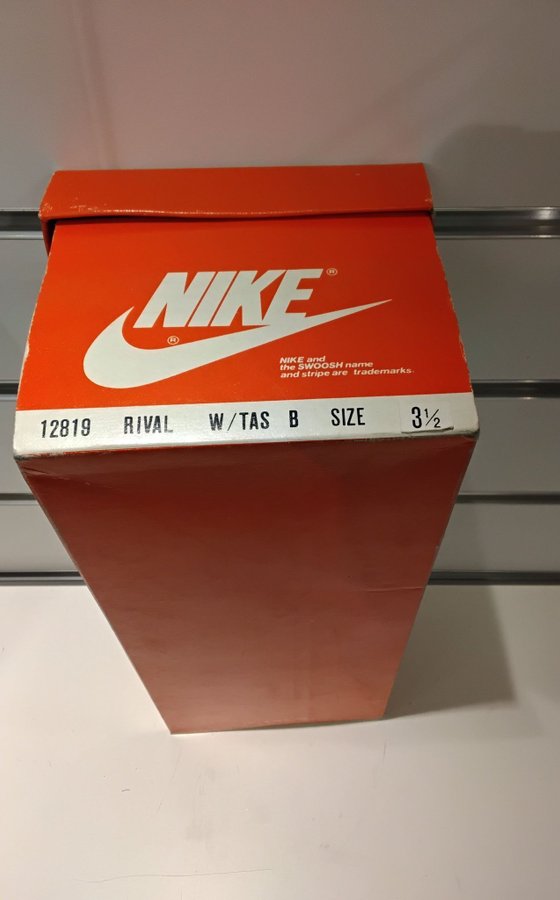 NIKE®
®
NIKE and
the SWOOSH name
and stripe are trademarks.
12819 RIVAL W/TAS B SIZE 3½